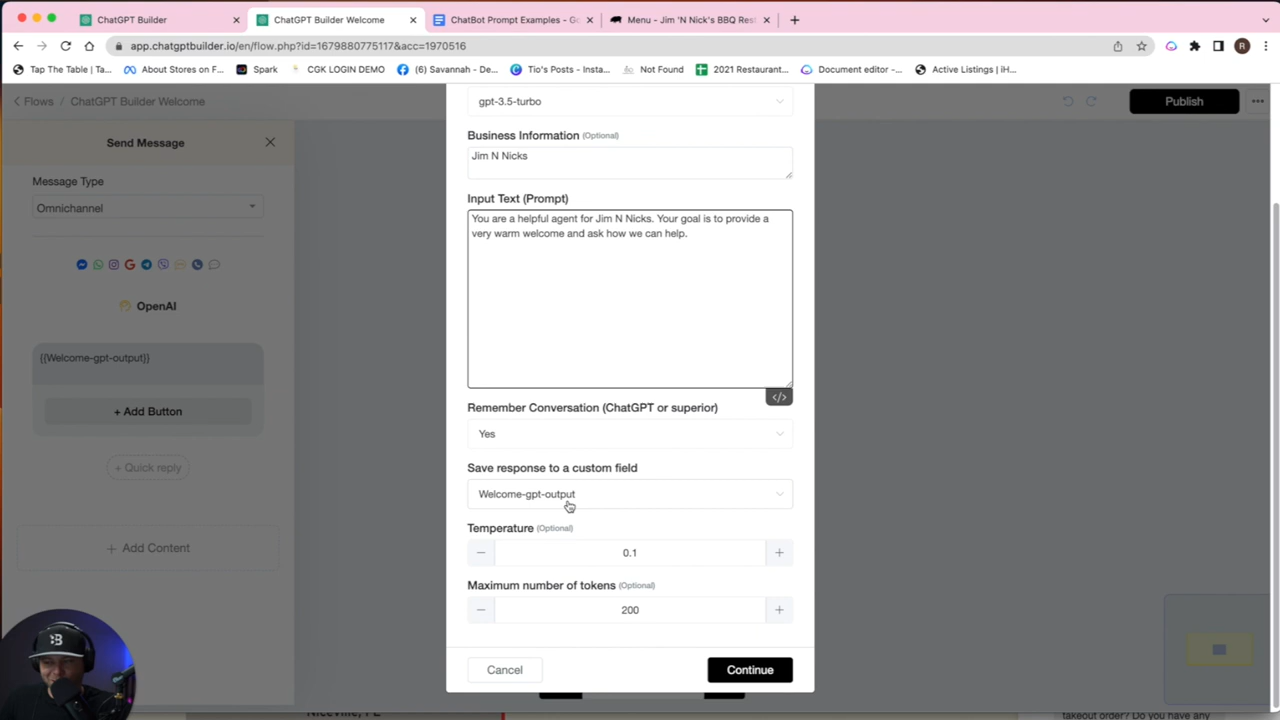 ChatGPT Builder
ChatGPT Builder Welcome
ChatBot Prompt Examples - Go
Menu - Jim 'N Nick's BBQ Rest
app.chatgptbuilder.io/en/flow.php?id=1679880775117&acc=1970516
R
Tap The Table | Ta...
About Stores on F...
Spark
CGK LOGIN DEMO
(6) Savannah - De...
Tio's Posts - Insta...
Not Found
2021 Restaurant...
Document editor -...
Active Listings | iH...
Flows / ChatGPT Builder Welcome
Publish
Send Message
Message Type
Omnichannel
OpenAI
{{Welcome-gpt-output}}
+ Add Button
+ Quick reply
+ Add Content
gpt-3.5-turbo
Business Information (Optional)
Jim N Nicks
Input Text (Prompt)
You are a helpful agent for Jim N Nicks. Your goal is to provide a
very warm welcome and ask how we can help.
</>
Remember Conversation (ChatGPT or superior)
Yes
Save response to a custom field
Welcome-gpt-output
Temperature (Optional)
0.1
Maximum number of tokens (Optional)
200
Cancel
Continue
Niceville, FL
takeout order? Do you have any